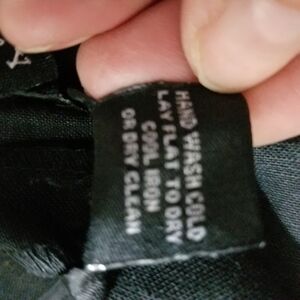 HAND WASH COLD
LAY FLAT TO DRY
COOL IRON
OR DRY CLEAN